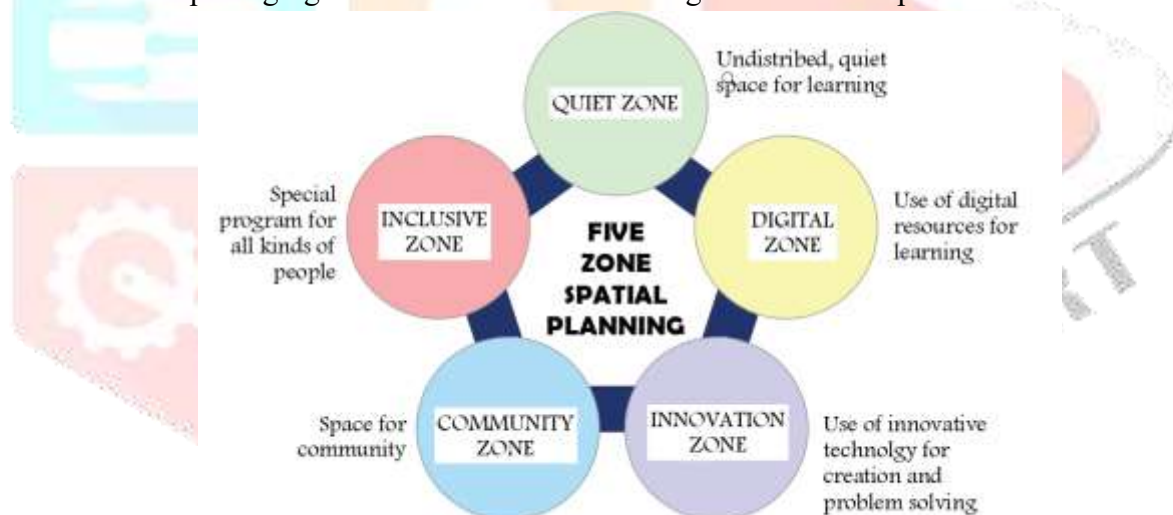 QUIET ZONE
Undistribed, quiet
space for learning
DIGITAL
ZONE
Use of digital
resources for
learning
INNOVATION
ZONE
Use of innovative
technolgy for
creation and
problem solving
COMMUNITY
ZONE
Space for
community
INCLUSIVE
ZONE
Special
program for
all kinds of
people
FIVE
ZONE
SPATIAL
PLANNING